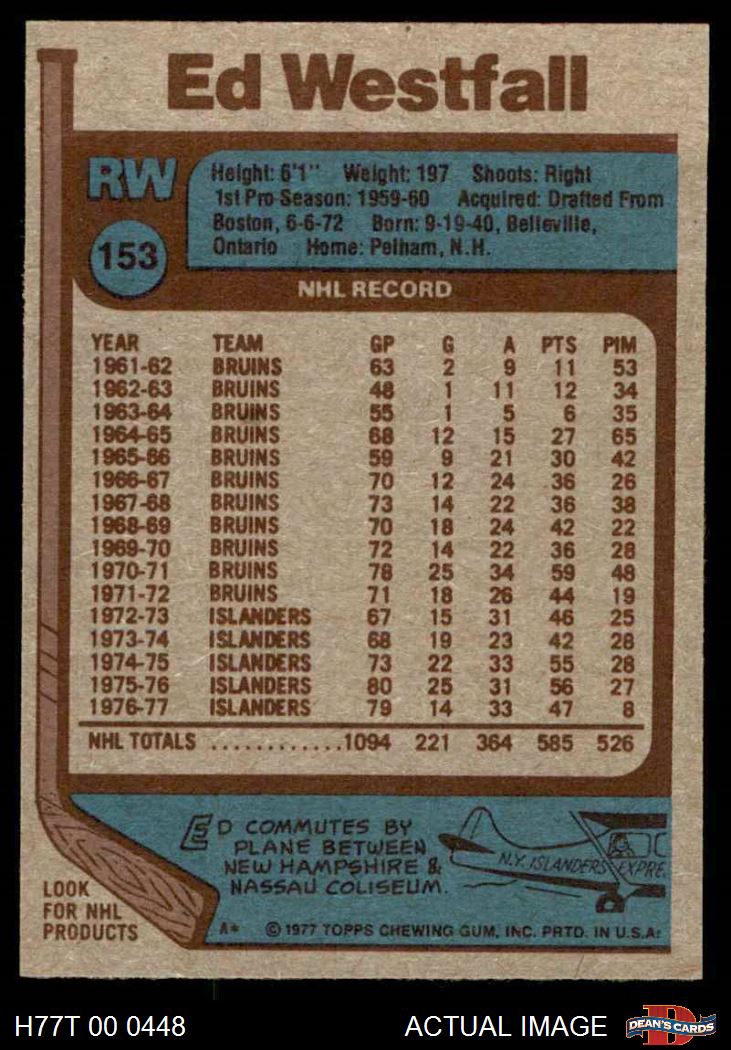 Ed Westfall
RW
153
Height: 6'1" Weight: 197 Shoots: Right
1st Pro Season: 1959-60 Acquired: Drafted From
Boston, 6-6-72 Born: 9-19-40, Belleville,
Ontario Home: Pelham, N.H.
NHL RECORD
YEAR TEAM GP G A PTS PIM
1961-62 BRUINS 63 2 9 11 53
1962-63 BRUINS 48 1 11 12 34
1963-64 BRUINS 55 1 5 6 35
1964-65 BRUINS 68 12 15 27 65
1965-66 BRUINS 59 9 21 30 42
1966-67 BRUINS 70 12 24 36 26
1967-68 BRUINS 73 14 22 36 38
1968-69 BRUINS 70 18 24 42 22
1969-70 BRUINS 72 14 22 36 28
1970-71 BRUINS 78 25 34 59 48
1971-72 BRUINS 71 18 26 44 19
1972-73 ISLANDERS 67 15 31 46 25
1973-74 ISLANDERS 68 19 23 42 28
1974-75 ISLANDERS 73 22 33 55 28
1975-76 ISLANDERS 80 25 31 56 27
1976-77 ISLANDERS 79 14 33 47 8
NHL TOTALS ............1094 221 364 585 526
ED COMMUTES BY
PLANE BETWEEN
NEW HAMPSHIRE &
NASSAU COLISEUM.
N.Y. ISLANDERS EXPRE.
LOOK
FOR NHL
PRODUCTS
A* © 1977 TOPPS CHEWING GUM, INC. PRTD. IN U.S.A.
H77T 00 0448 ACTUAL IMAGE
D
DEAN'S CARDS